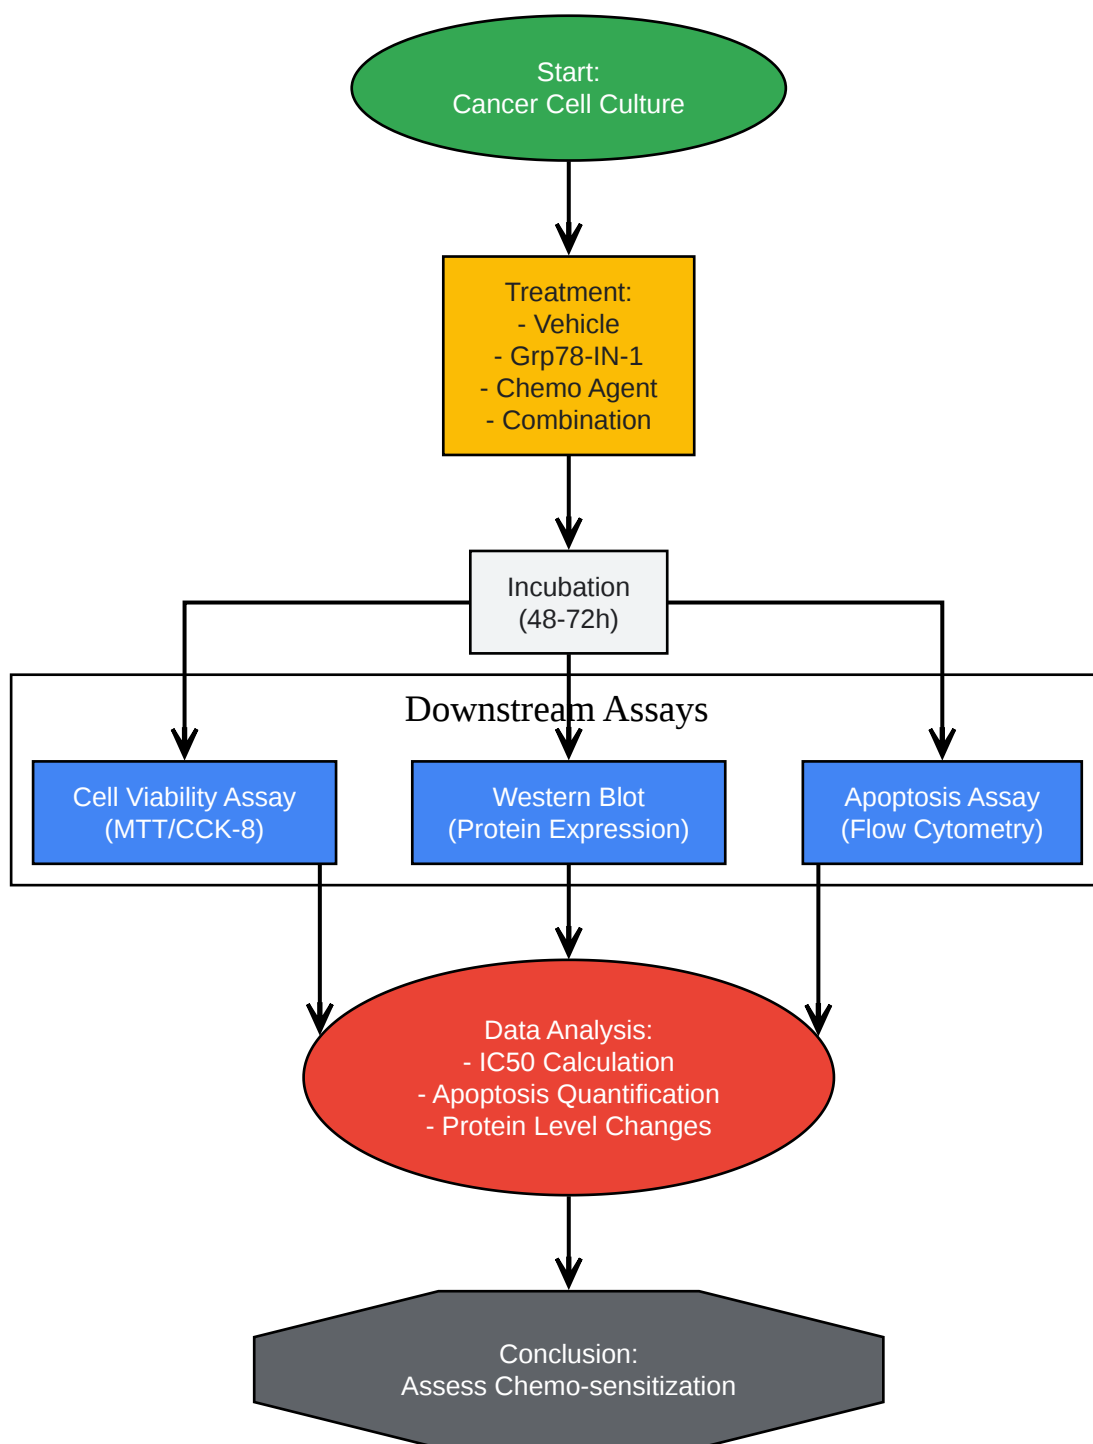 Start:
Cancer Cell Culture
Treatment:
- Vehicle
- Grp78-IN-1
- Chemo Agent
- Combination
Incubation
(48-72h)
Downstream Assays
Cell Viability Assay
(MTT/CCK-8)
Western Blot
(Protein Expression)
Apoptosis Assay
(Flow Cytometry)
Data Analysis:
- IC50 Calculation
- Apoptosis Quantification
- Protein Level Changes
Conclusion:
Assess Chemo-sensitization